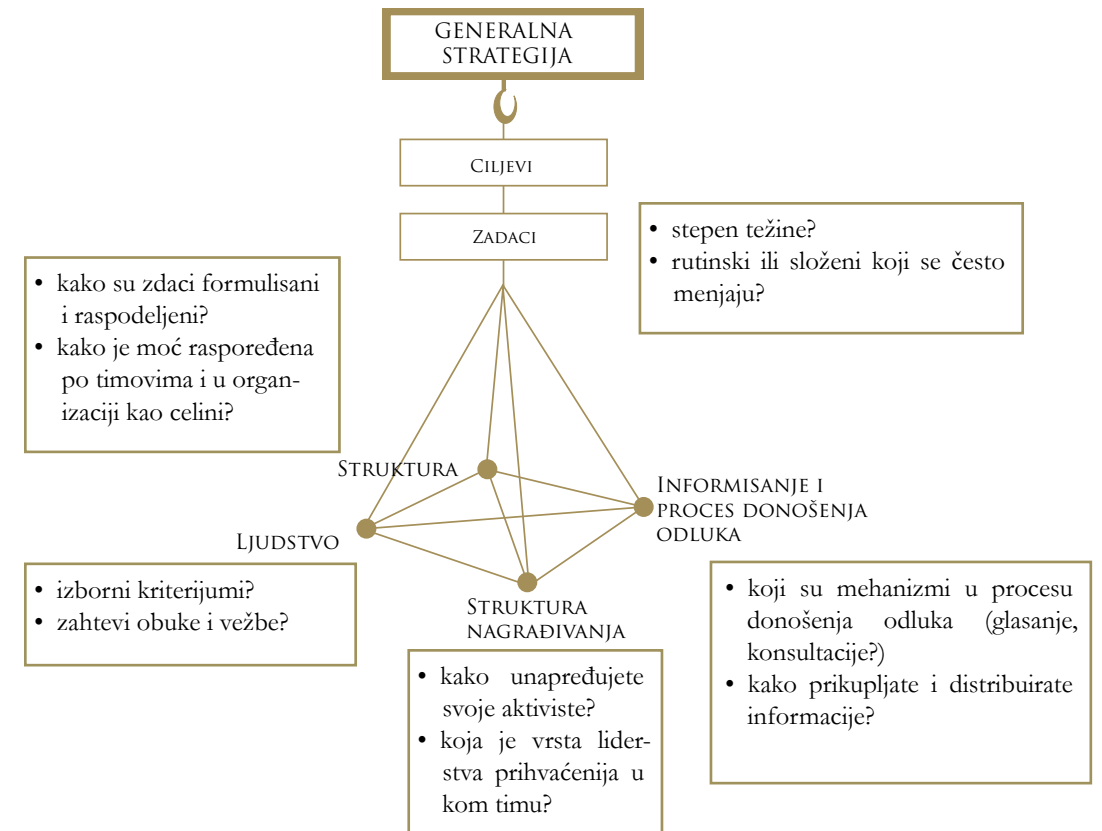 GENERALNA
STRATEGIJA
CILJEVI
ZADACI
• stepen težine?
• rutinski ili složeni koji se često
menjaju?
• kako su zdaci formulisani
i raspodeljeni?
• kako je moć raspoređena
po timovima i u organ-
izaciji kao celini?
STRUKTURA
INFORMISANJE I
PROCES DONOŠENJA
ODLUKA
LJUDSTVO
• izborni kriterijumi?
• zahtevi obuke i vežbe?
STRUKTURA
NAGRAĐIVANJA
• kako unapređujete
svoje aktiviste?
• koja je vrsta lider-
stva prihvaćenija u
kom timu?
• koji su mehanizmi u procesu
donošenja odluka (glasanje,
konsultacije?)
• kako prikupljate i distribuirate
informacije?